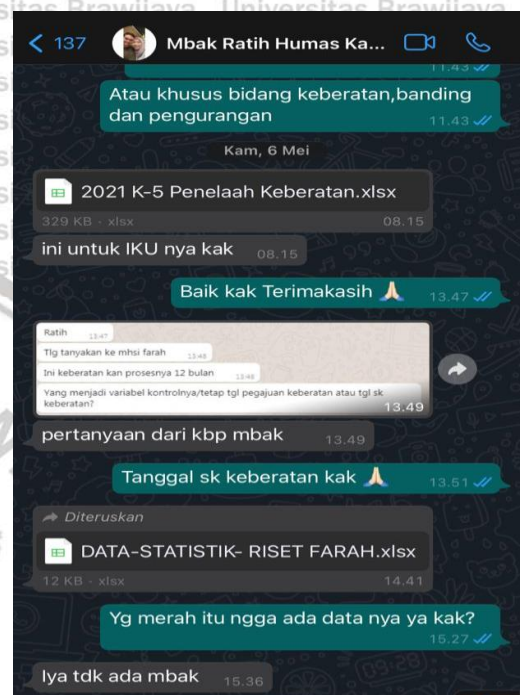 Universitas Brawijaya
137 Mbak Ratih Humas Ka...
11.43
Atau khusus bidang keberatan,banding
dan pengurangan
11.43
Kam, 6 Mei
2021 K-5 Penelaah Keberatan.xlsx
329 KB · xlsx 08.15
ini untuk IKU nya kak 08.15
Baik kak Terimakasih 🙏🏻 13.47
Ratih 13:47
Tlg tanyakan ke mhsi farah 13:48
Ini keberatan kan prosesnya 12 bulan 13:48
Yang menjadi variabel kontrolnya/tetap tgl pegajuan keberatan atau tgl sk
keberatan?
13.49
pertanyaan dari kbp mbak 13.49
Tanggal sk keberatan kak 🙏🏻 13.51
Diteruskan
DATA-STATISTIK- RISET FARAH.xlsx
12 KB · xlsx 14.41
Yg merah itu ngga ada data nya ya kak?
15.27
Iya tdk ada mbak 15.36